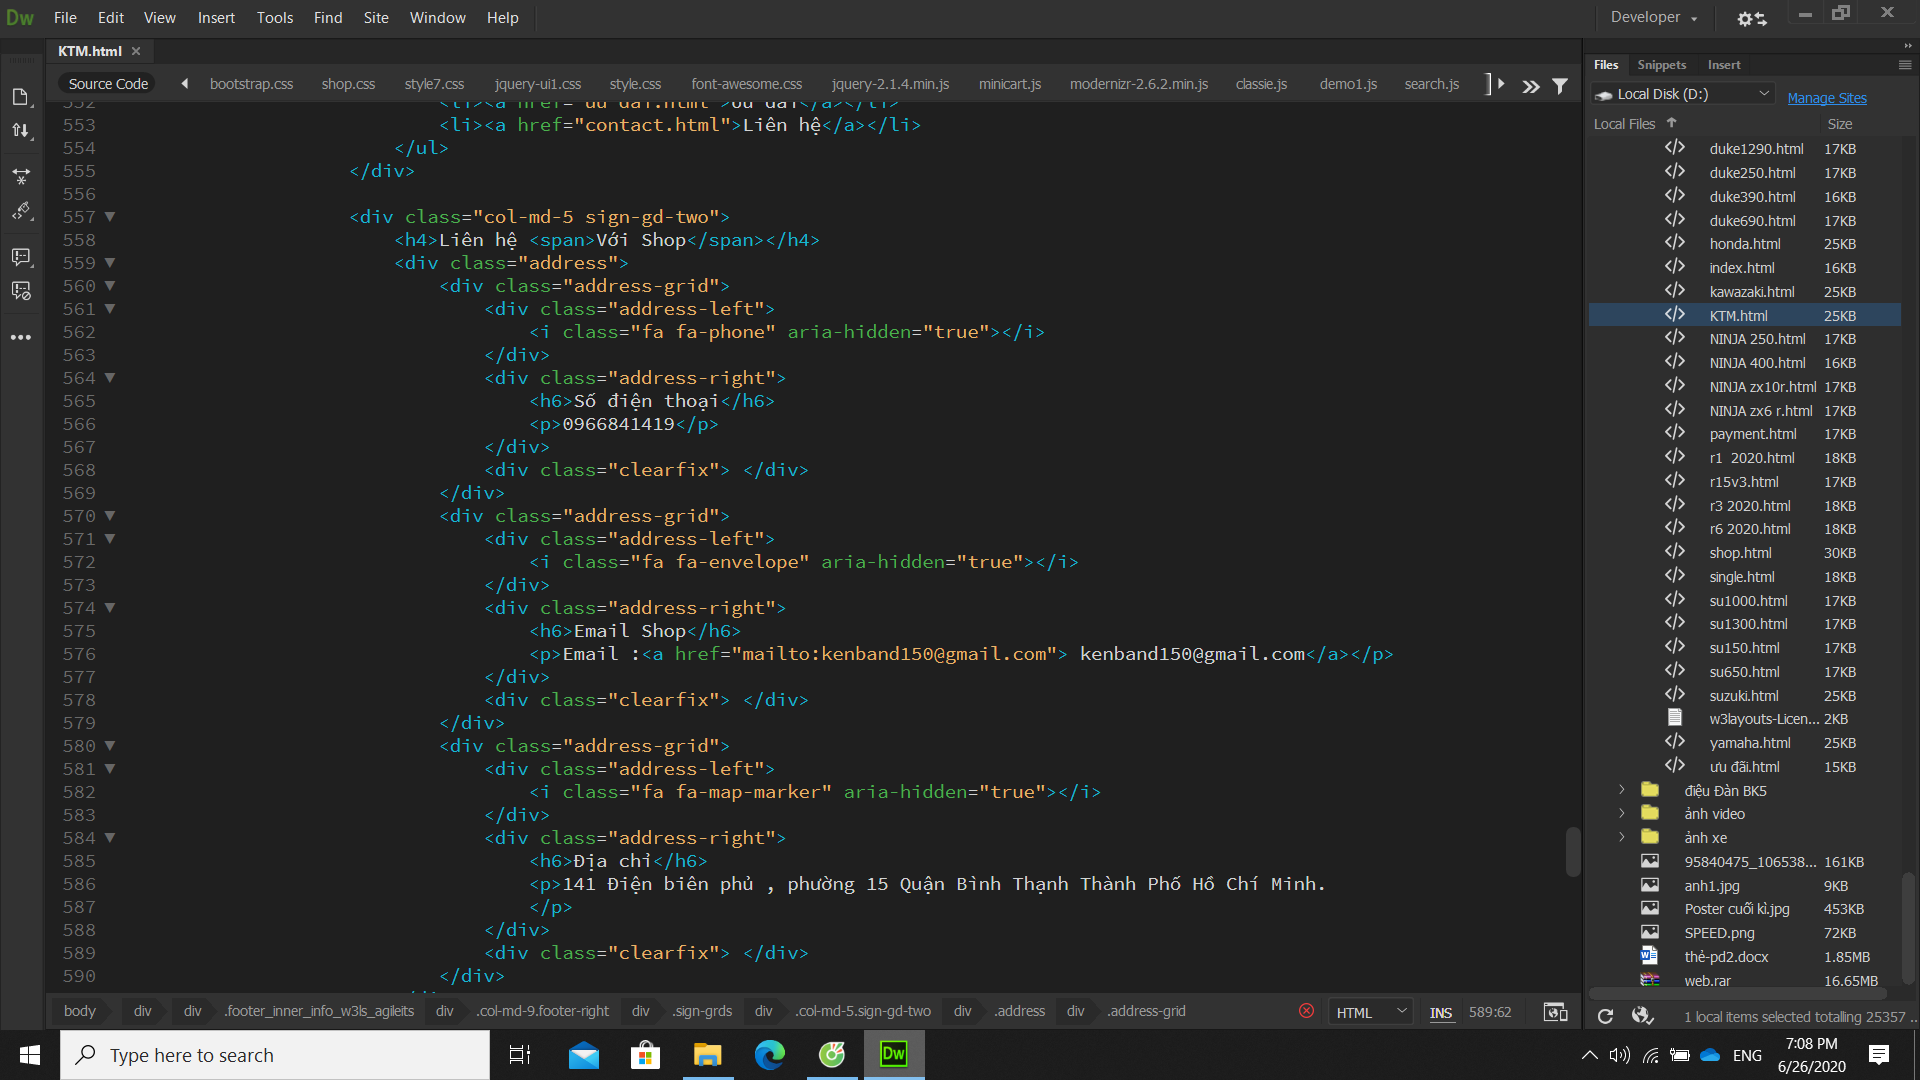 Dw File Edit View Insert Tools Find Site Window Help Developer
KTM.html ×
Source Code bootstrap.css shop.css style7.css jquery-ui1.css style.css font-awesome.css jquery-2.1.4.min.js minicart.js modernizr-2.6.2.min.js classie.js demo1.js search.js
553 <li><a href="contact.html">Liên hệ</a></li>
554 </ul>
555 </div>
556
557 <div class="col-md-5 sign-gd-two">
558 <h4>Liên hệ <span>Với Shop</span></h4>
559 <div class="address">
560 <div class="address-grid">
561 <div class="address-left">
562 <i class="fa fa-phone" aria-hidden="true"></i>
563 </div>
564 <div class="address-right">
565 <h6>Số điện thoại</h6>
566 <p>0966841419</p>
567 </div>
568 <div class="clearfix"> </div>
569 </div>
570 <div class="address-grid">
571 <div class="address-left">
572 <i class="fa fa-envelope" aria-hidden="true"></i>
573 </div>
574 <div class="address-right">
575 <h6>Email Shop</h6>
576 <p>Email :<a href="mailto:kenband150@gmail.com"> kenband150@gmail.com</a></p>
577 </div>
578 <div class="clearfix"> </div>
579 </div>
580 <div class="address-grid">
581 <div class="address-left">
582 <i class="fa fa-map-marker" aria-hidden="true"></i>
583 </div>
584 <div class="address-right">
585 <h6>Địa chỉ</h6>
586 <p>141 Điện biên phủ , phường 15 Quận Bình Thạnh Thành Phố Hồ Chí Minh.
587 </p>
588 </div>
589 <div class="clearfix"> </div>
590 </div>
body div div .footer_inner_info_w3ls_agileits div .col-md-9.footer-right div .sign-grds div .col-md-5.sign-gd-two div .address div .address-grid HTML INS 589:62
Files Snippets Insert
Local Disk (D:) Manage Sites
Local Files Size
duke1290.html 17KB
duke250.html 17KB
duke390.html 16KB
duke690.html 17KB
honda.html 25KB
index.html 16KB
kawazaki.html 25KB
KTM.html 25KB
NINJA 250.html 17KB
NINJA 400.html 16KB
NINJA zx10r.html 17KB
NINJA zx6 r.html 17KB
payment.html 17KB
r1 2020.html 18KB
r15v3.html 17KB
r3 2020.html 18KB
r6 2020.html 18KB
shop.html 30KB
single.html 18KB
su1000.html 17KB
su1300.html 17KB
su150.html 17KB
su650.html 17KB
suzuki.html 25KB
w3layouts-Licen... 2KB
yamaha.html 25KB
ưu đãi.html 15KB
điệu Đàn BK5
ảnh video
ảnh xe
95840475_106538... 161KB
anh1.jpg 9KB
Poster cuối kì.jpg 453KB
SPEED.png 72KB
thẻ-pd2.docx 1.85MB
web.rar 16.65MB
1 local items selected totalling 25357 ..
Type here to search
Dw
ENG
7:08 PM
6/26/2020